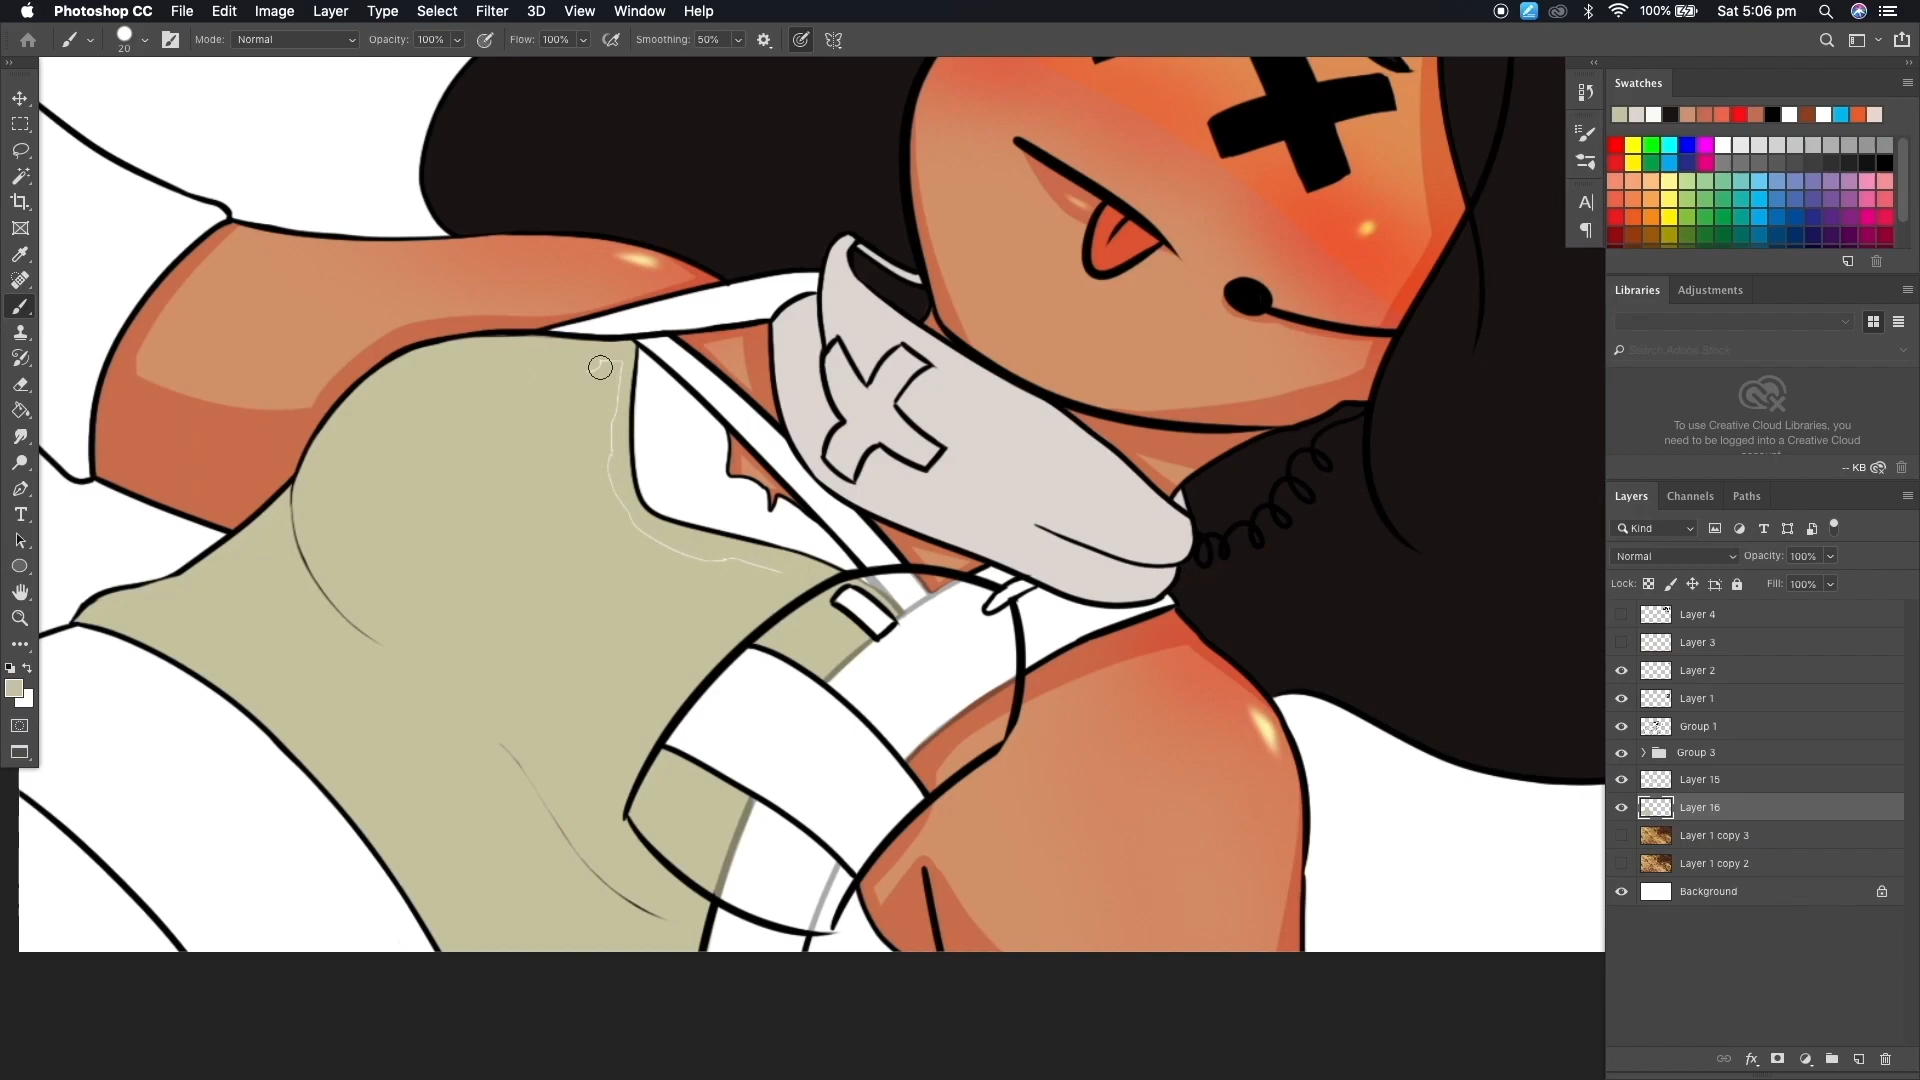 Photoshop CC File Edit Image Layer Type Select Filter 3D View Window Help 100% Sat 5:06 pm
20 Mode: Normal Opacity: 100% Flow: 100% Smoothing: 50%
Swatches
Libraries Adjustments
Search Adobe Stock
To use Creative Cloud Libraries, you
need to be logged into a Creative Cloud
-- KB
Layers Channels Paths
Kind
Normal Opacity: 100%
Lock: Fill: 100%
Layer 4
Layer 3
Layer 2
Layer 1
Group 1
Group 3
Layer 15
Layer 16
Layer 1 copy 3
Layer 1 copy 2
Background